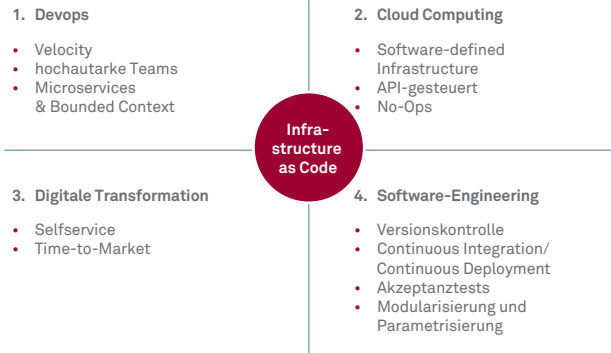 1. Devops
• Velocity
• hochautarke Teams
• Microservices
& Bounded Context
2. Cloud Computing
• Software-defined
Infrastructure
• API-gesteuert
• No-Ops
Infra-
structure
as Code
3. Digitale Transformation
• Selfservice
• Time-to-Market
4. Software-Engineering
• Versionskontrolle
• Continuous Integration/
Continuous Deployment
• Akzeptanztests
• Modularisierung und
Parametrisierung